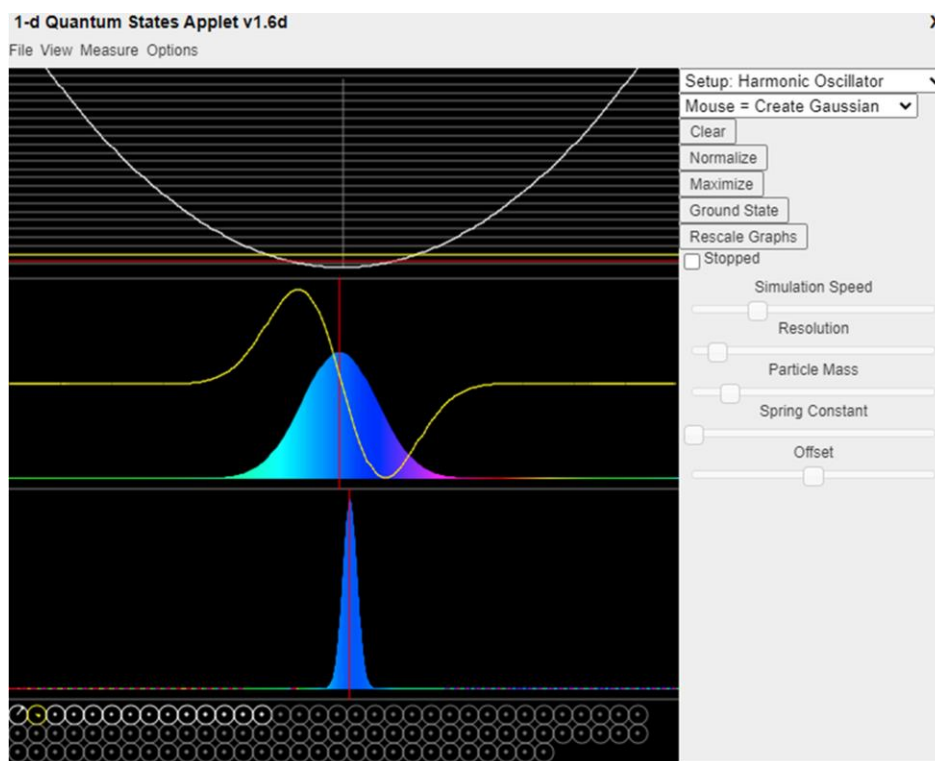 1-d Quantum States Applet v1.6d
X
File View Measure Options
Setup: Harmonic Oscillator
Mouse = Create Gaussian
Clear
Normalize
Maximize
Ground State
Rescale Graphs
Stopped
Simulation Speed
Resolution
Particle Mass
Spring Constant
Offset